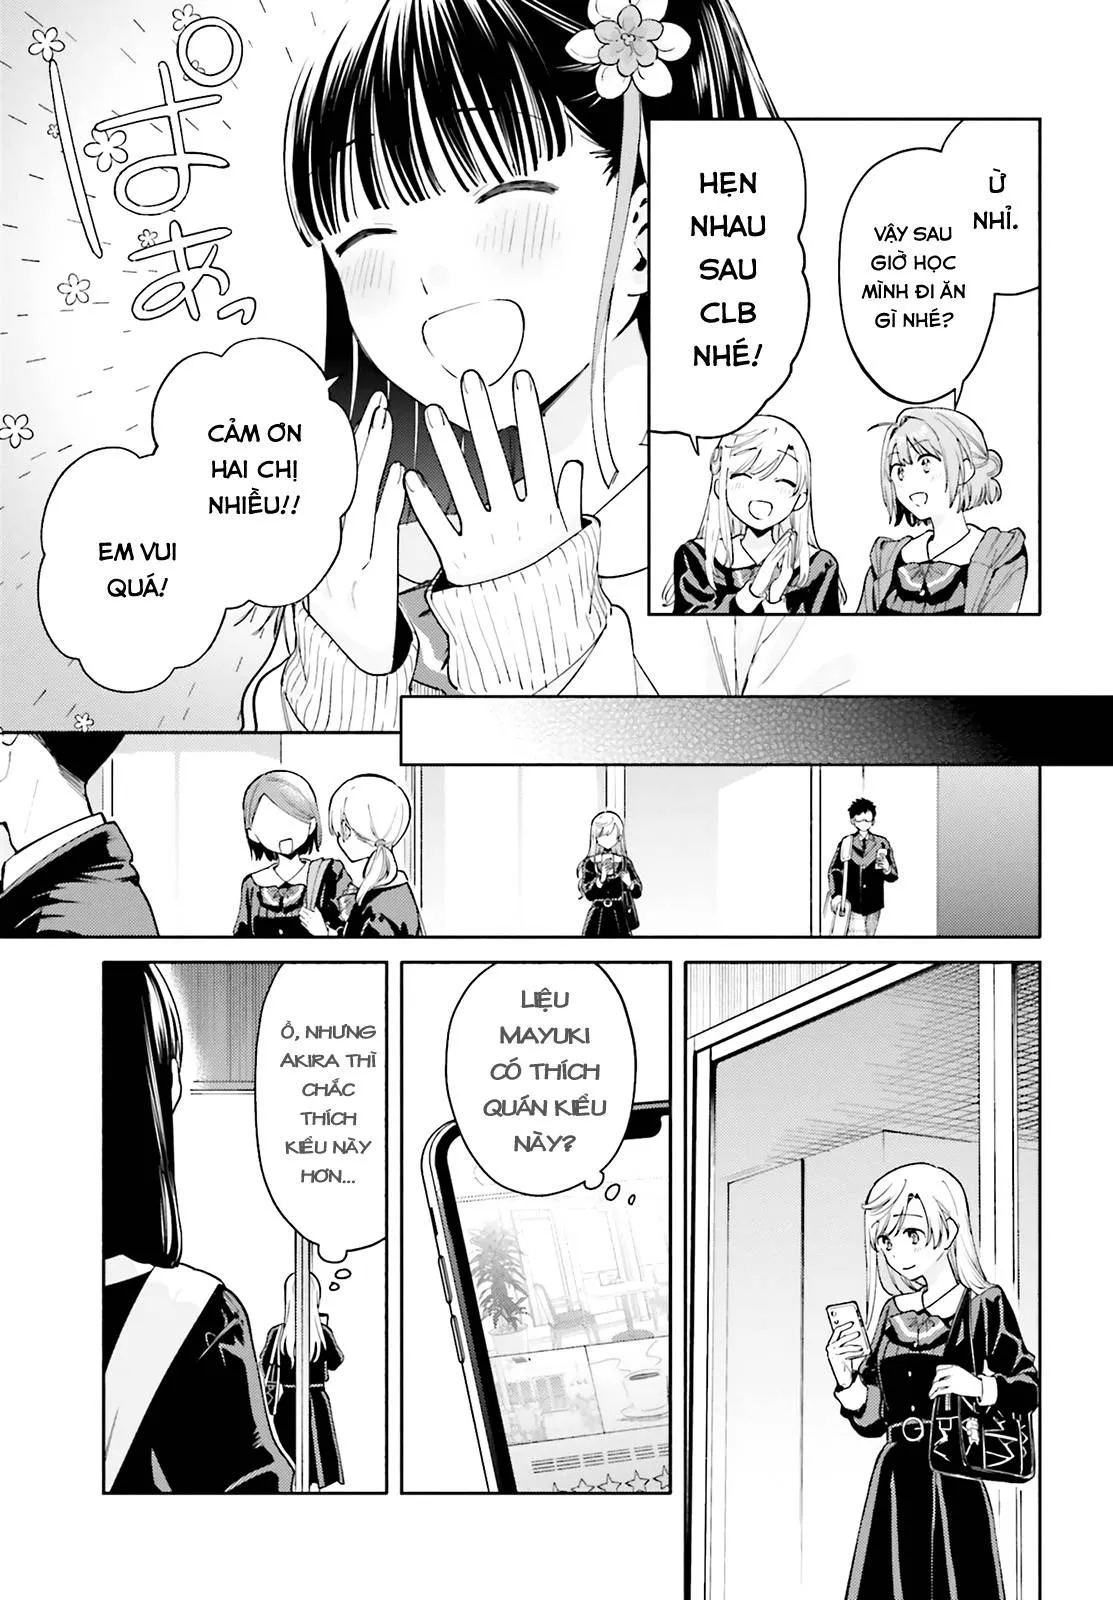 Ừ
NHỈ.
VẬY SAU
GIỜ HỌC
MÌNH ĐI ĂN
GÌ NHÉ?
HẸN
NHAU
SAU
CLB
NHÉ!
ぱぁっ
CẢM ƠN
HAI CHỊ
NHIỀU!!
EM VUI
QUÁ!
LIỆU
MAYUKI
CÓ THÍCH
QUÁN KIỂU
NÀY?
Ồ, NHƯNG
AKIRA THÌ
CHẮC
THÍCH
KIỂU NÀY
HƠN...